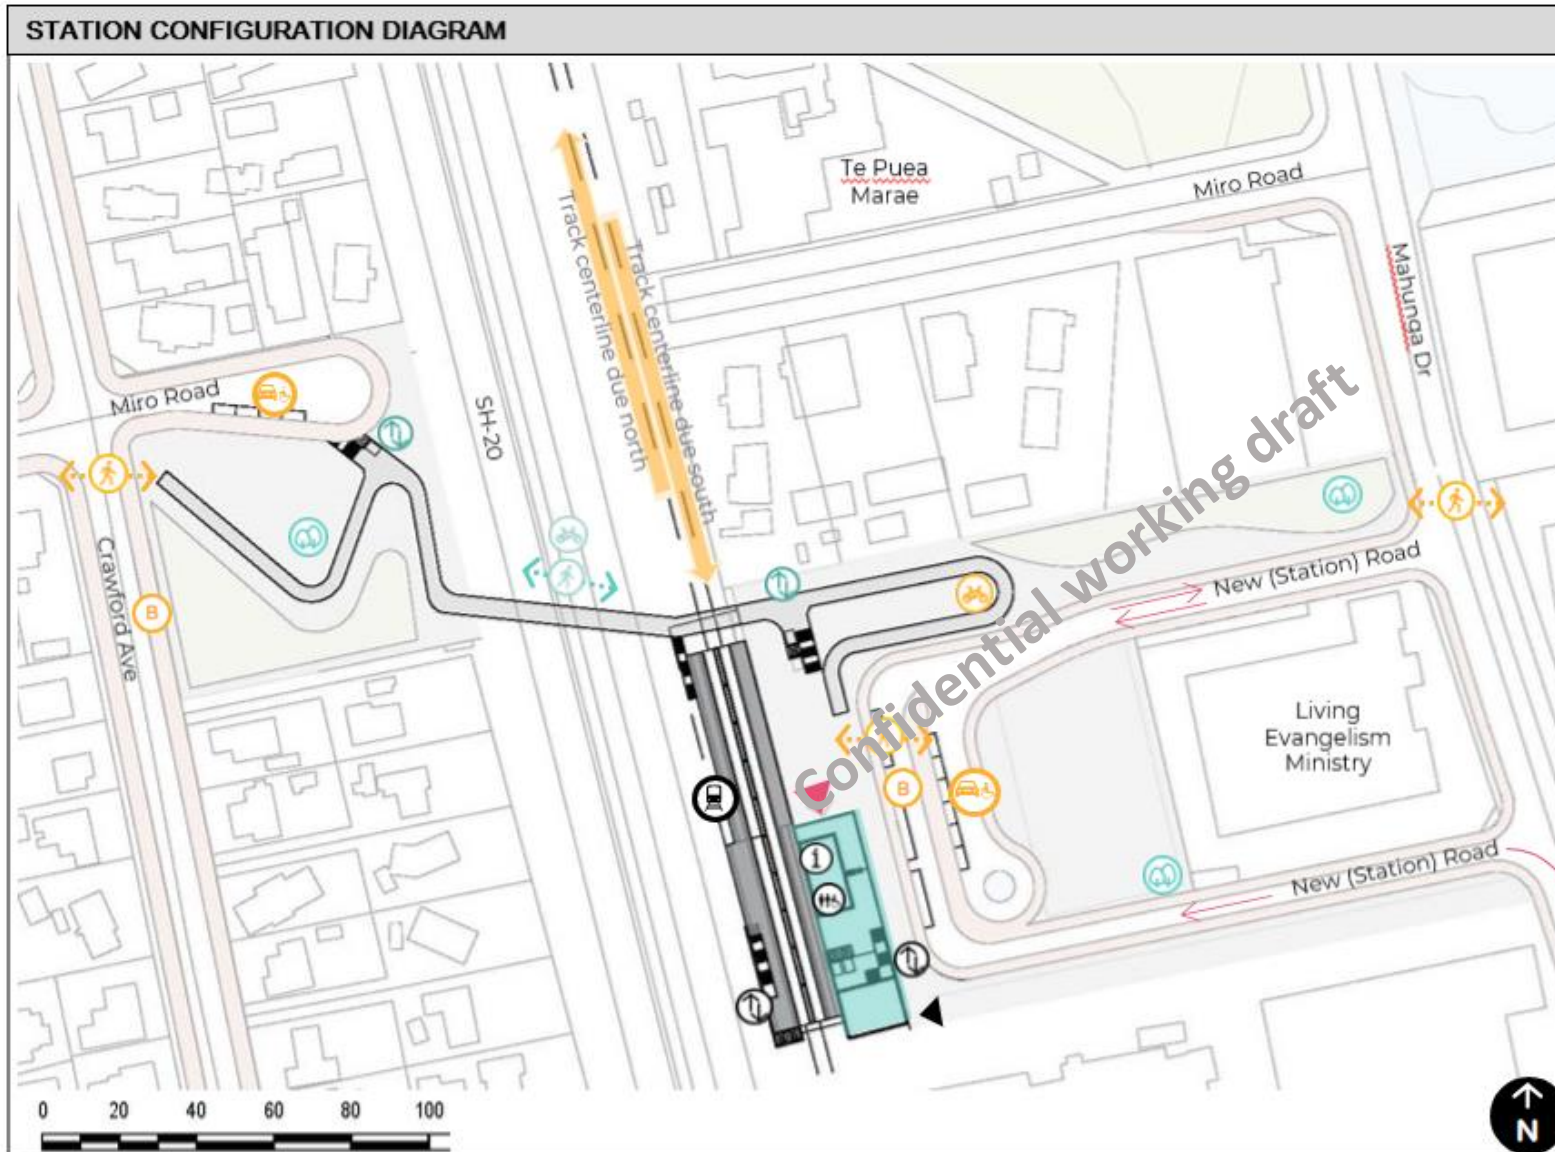 STATION CONFIGURATION DIAGRAM
Te Puea
Marae
Miro Road
Mahunga Dr
Track centerline due north
Track centerline due south
SH-20
Miro Road
Crawford Ave
B
New (Station) Road
Living
Evangelism
Ministry
B
i
New (Station) Road
Confidential working draft
0 20 40 60 80 100
N